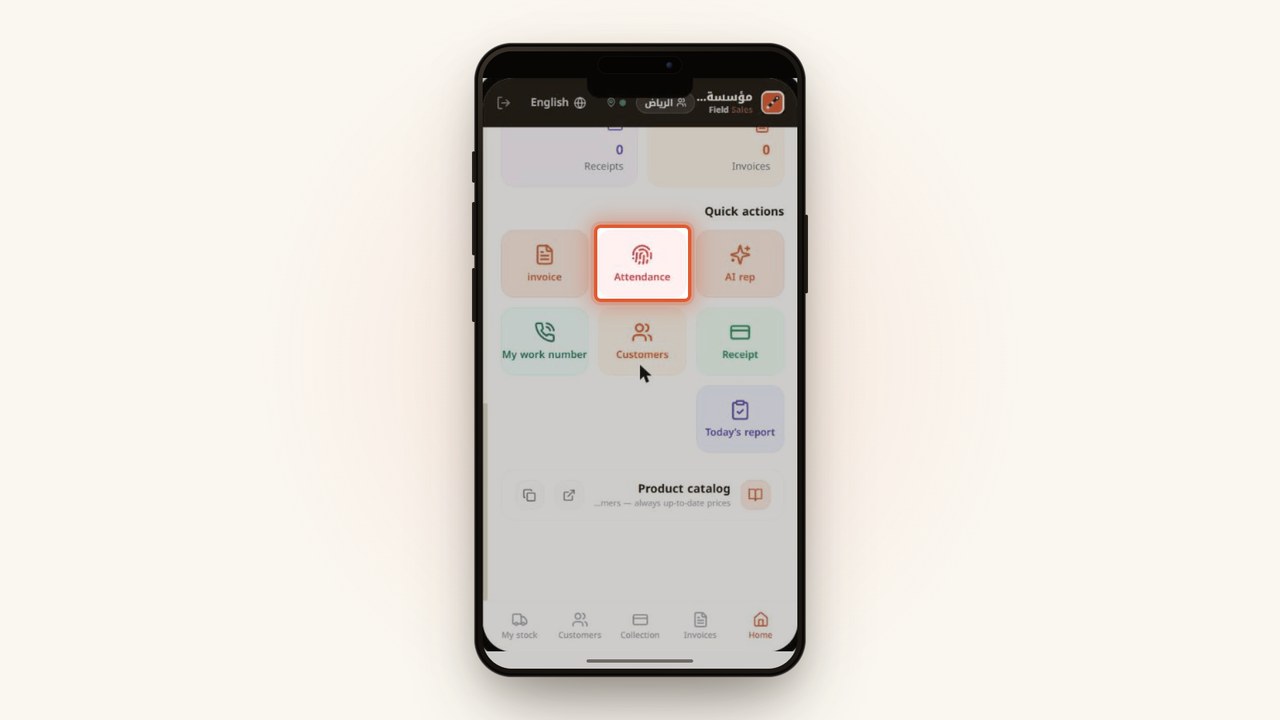 مؤسسة...
Field Sales
الرياض
English
0
Invoices
0
Receipts
Quick actions
AI rep
Attendance
invoice
Receipt
Customers
My work number
Today's report
Product catalog
...mers — always up-to-date prices
My stock
Customers
Collection
Invoices
Home